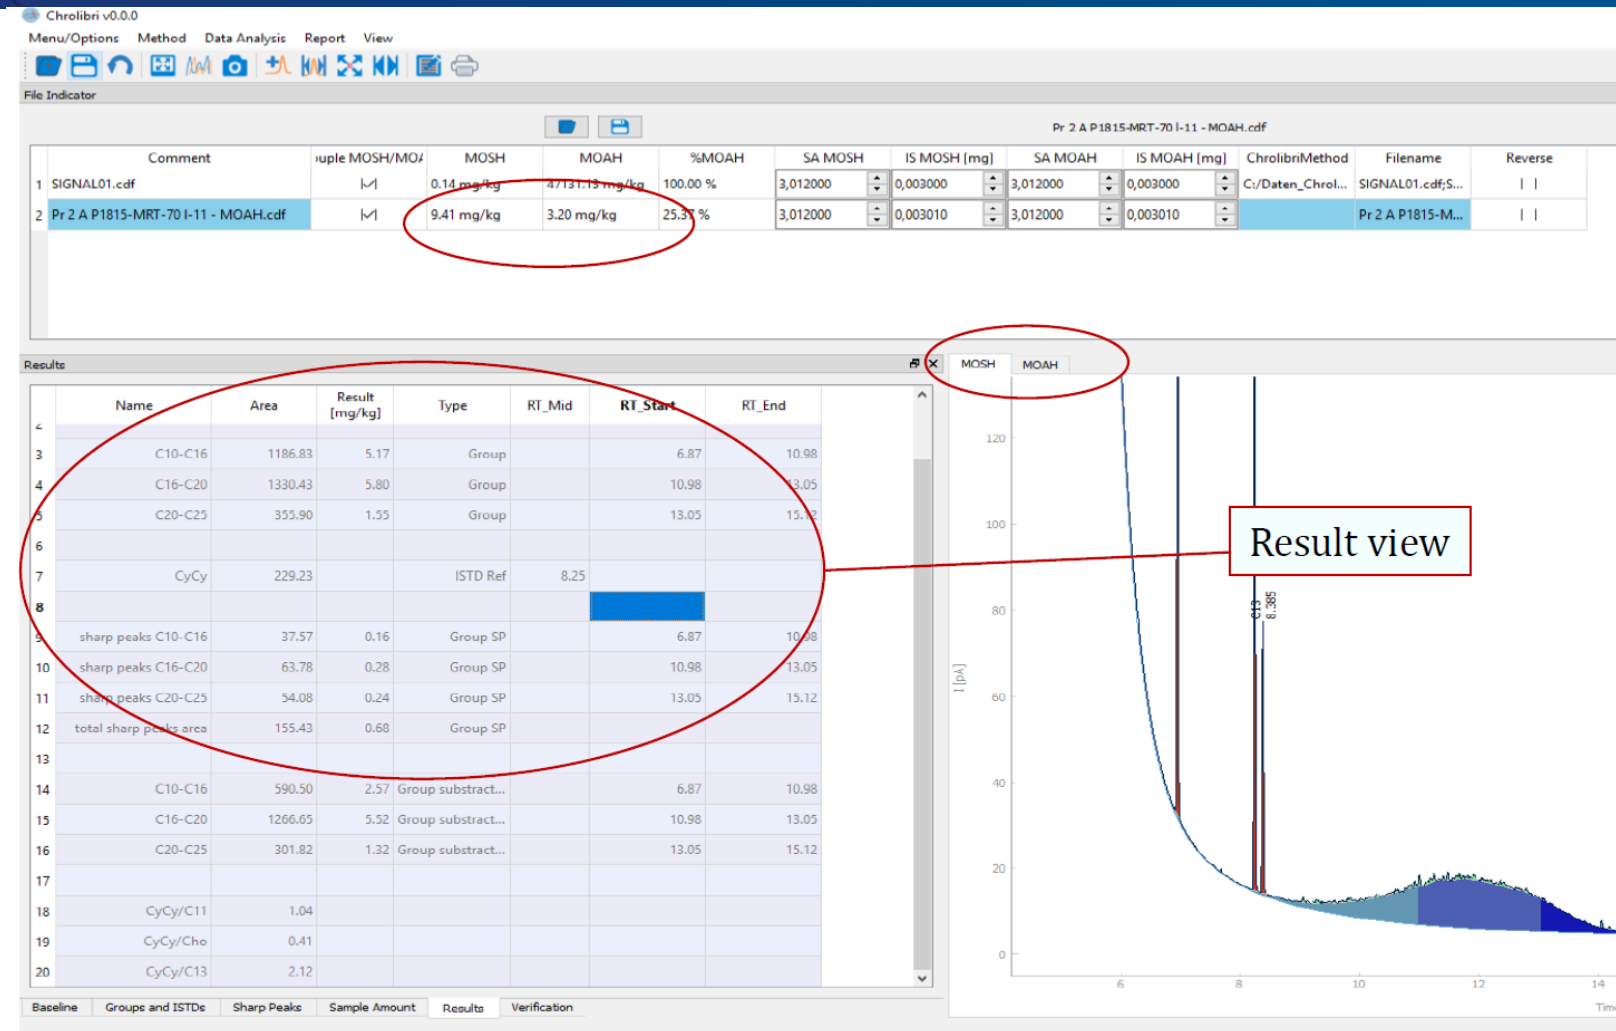 Chrolibri v0.0.0
Menu/Options Method Data Analysis Report View
File Indicator
Pr 2 A P1815-MRT-70 I-11 - MOAH.cdf
Comment uple MOSH/MOA MOSH MOAH %MOAH SA MOSH IS MOSH [mg] SA MOAH IS MOAH [mg] ChrolibriMethod Filename Reverse
1 SIGNAL01.cdf 0.14 mg/kg 47131.13 mg/kg 100.00 % 3,012000 0,003000 3,012000 0,003000 C:/Daten_Chrol... SIGNAL01.cdf;S...
2 Pr 2 A P1815-MRT-70 I-11 - MOAH.cdf 9.41 mg/kg 3.20 mg/kg 25.37 % 3,012000 0,003010 3,012000 0,003010 Pr 2 A P1815-M...
Results
Name Area Result [mg/kg] Type RT_Mid RT_Start RT_End
3 C10-C16 1186.83 5.17 Group 6.87 10.98
4 C16-C20 1330.43 5.80 Group 10.98 13.05
5 C20-C25 355.90 1.55 Group 13.05 15.12
6
7 CyCy 229.23 ISTD Ref 8.25
8
9 sharp peaks C10-C16 37.57 0.16 Group SP 6.87 10.98
10 sharp peaks C16-C20 63.78 0.28 Group SP 10.98 13.05
11 sharp peaks C20-C25 54.08 0.24 Group SP 13.05 15.12
12 total sharp peaks area 155.43 0.68 Group SP
13
14 C10-C16 590.50 2.57 Group substract... 6.87 10.98
15 C16-C20 1266.65 5.52 Group substract... 10.98 13.05
16 C20-C25 301.82 1.32 Group substract... 13.05 15.12
17
18 CyCy/C11 1.04
19 CyCy/Cho 0.41
20 CyCy/C13 2.12
Baseline Groups and ISTDs Sharp Peaks Sample Amount Results Verification
MOSH MOAH
120
100
80
60
40
20
0
I [pA]
C13
8.385
Result view
6 8 10 12 14
Time